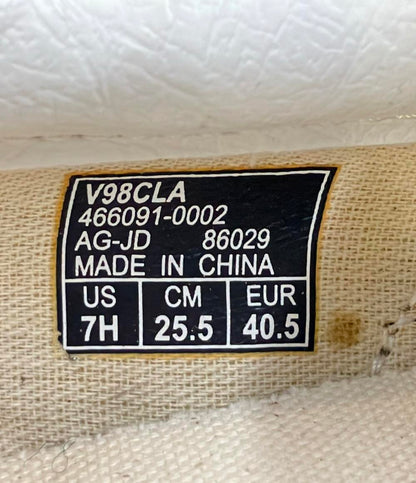 V98CLA
466091-0002
AG-JD 86029
MADE IN CHINA
US CM EUR
7H 25.5 40.5